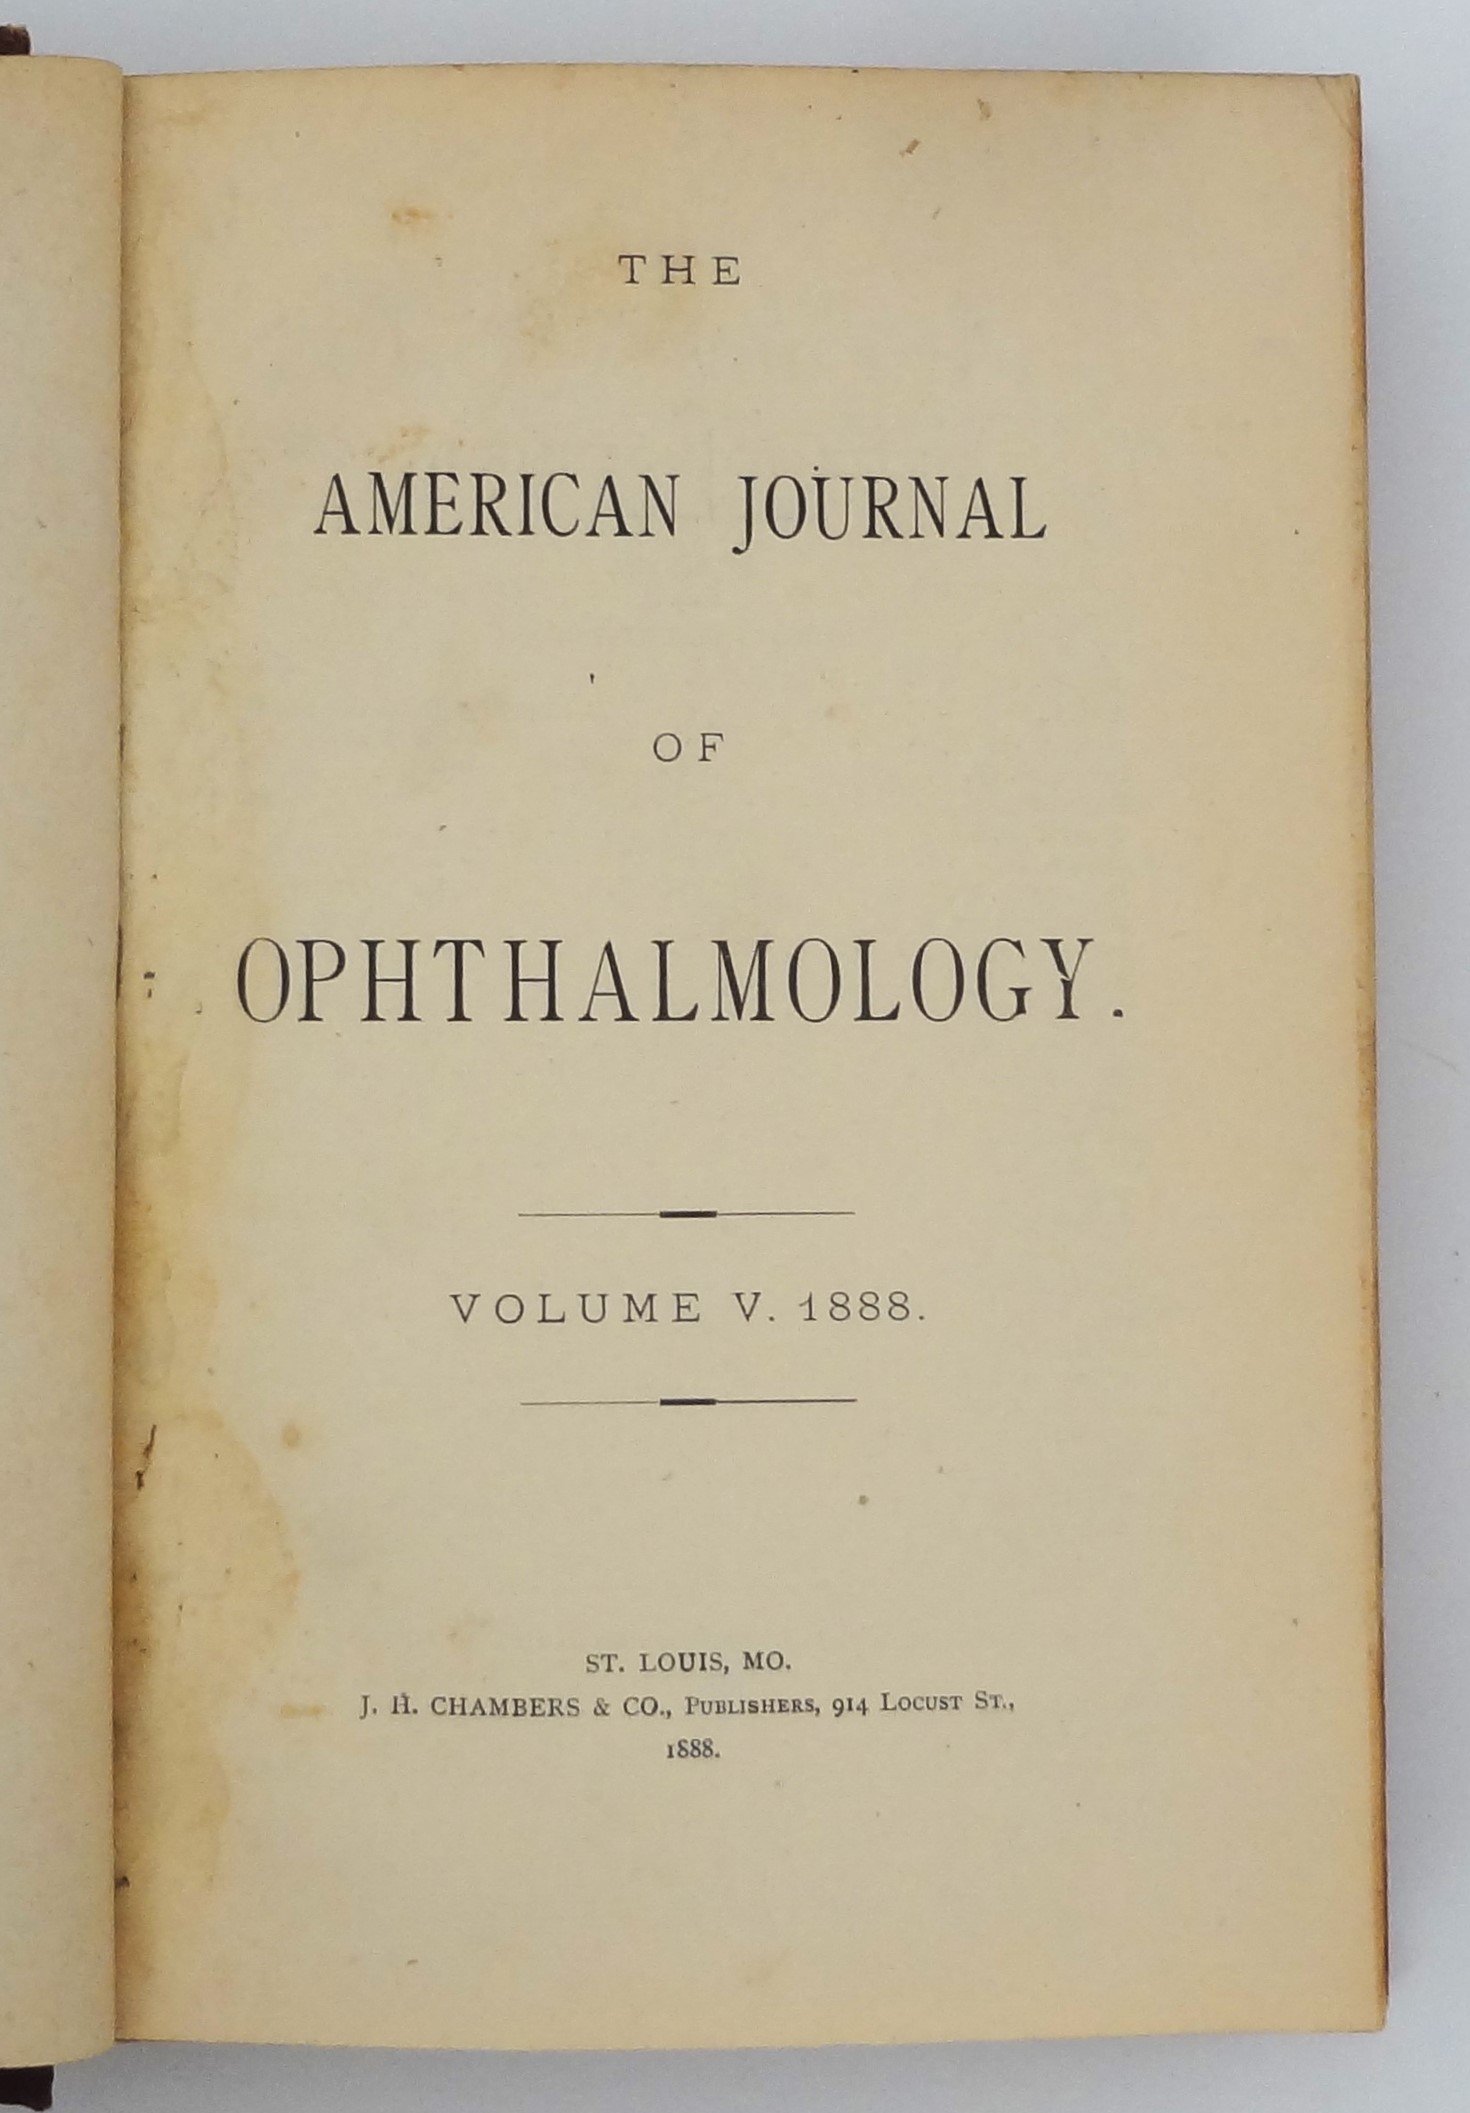 THE
AMERICAN JOURNAL
OF
OPHTHALMOLOGY.
VOLUME V. 1888.
ST. LOUIS, MO.
J. H. CHAMBERS & CO., PUBLISHERS, 914 LOCUST ST.,
1888.